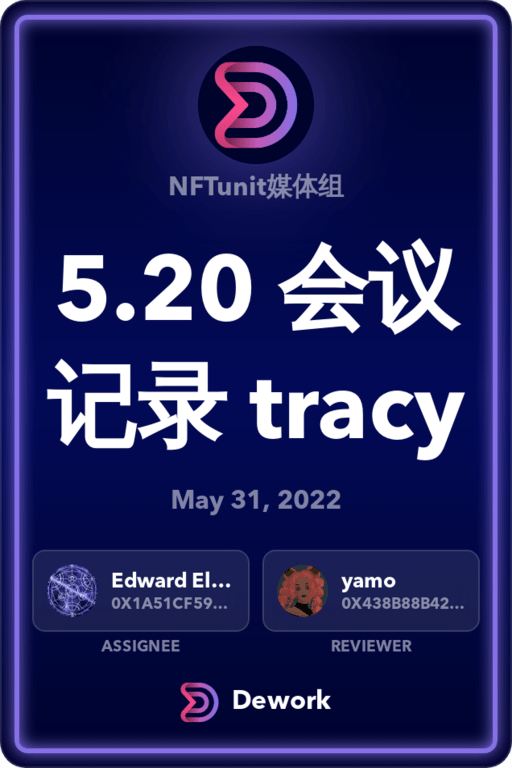 NFTunit媒体组
5.20 会议
记录 tracy
May 31, 2022
Edward El...
0X1A51CF59...
yamo
0X438B88B42...
ASSIGNEE
REVIEWER
Dework